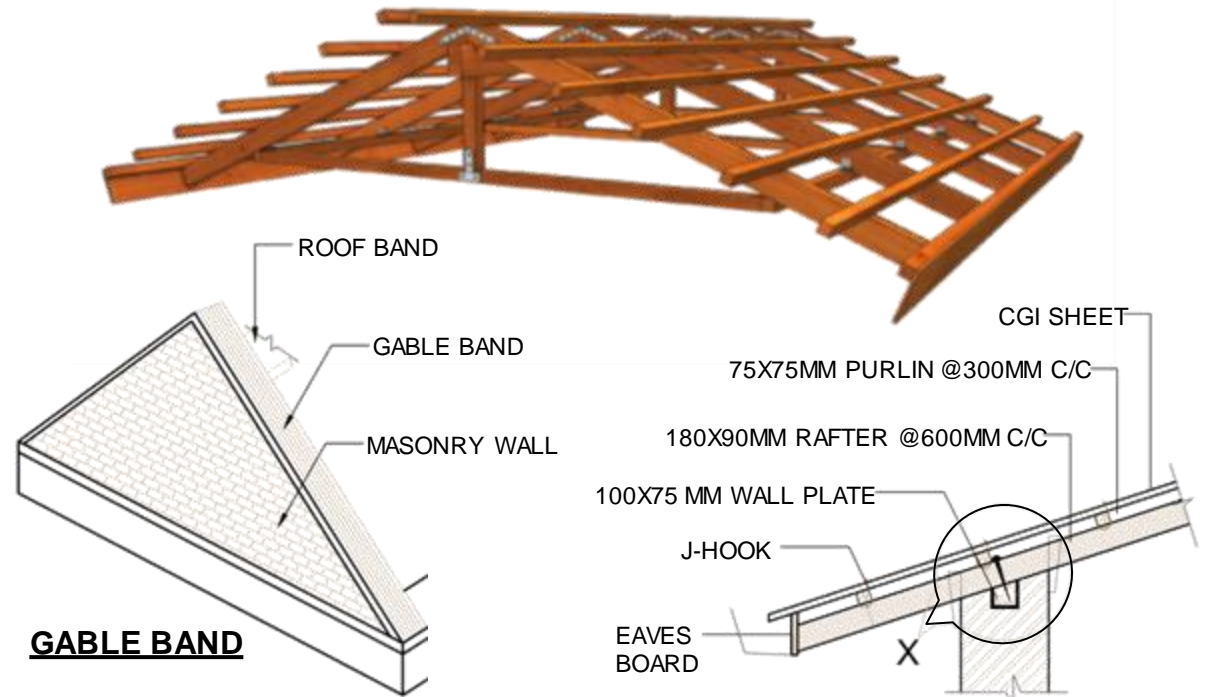 ROOF BAND
GABLE BAND
MASONRY WALL
GABLE BAND
CGI SHEET
75X75MM PURLIN @300MM C/C
180X90MM RAFTER @600MM C/C
100X75 MM WALL PLATE
J-HOOK
EAVES
BOARD
X